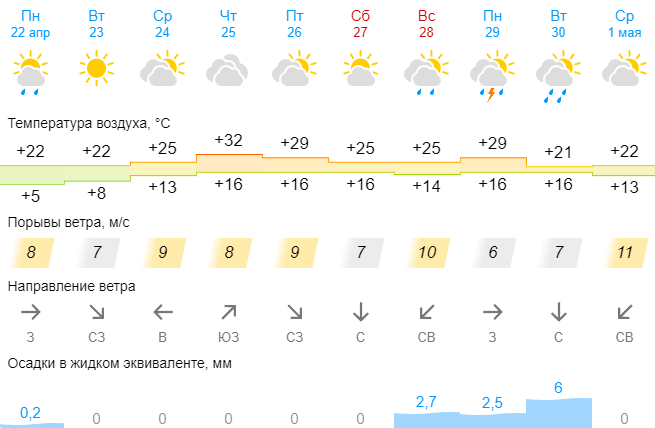 Пн Вт Ср Чт Пт Сб Вс Пн Вт Ср
22 апр 23 24 25 26 27 28 29 30 1 мая
Температура воздуха, °C
+22 +22 +25 +32 +29 +25 +25 +29 +21 +22
+5 +8 +13 +16 +16 +16 +14 +16 +16 +13
Порывы ветра, м/с
8 7 9 8 9 7 10 6 7 11
Направление ветра
З СЗ В ЮЗ СЗ С СВ З С СВ
Осадки в жидком эквиваленте, мм
0,2 0 0 0 0 0 2,7 2,5 6 0